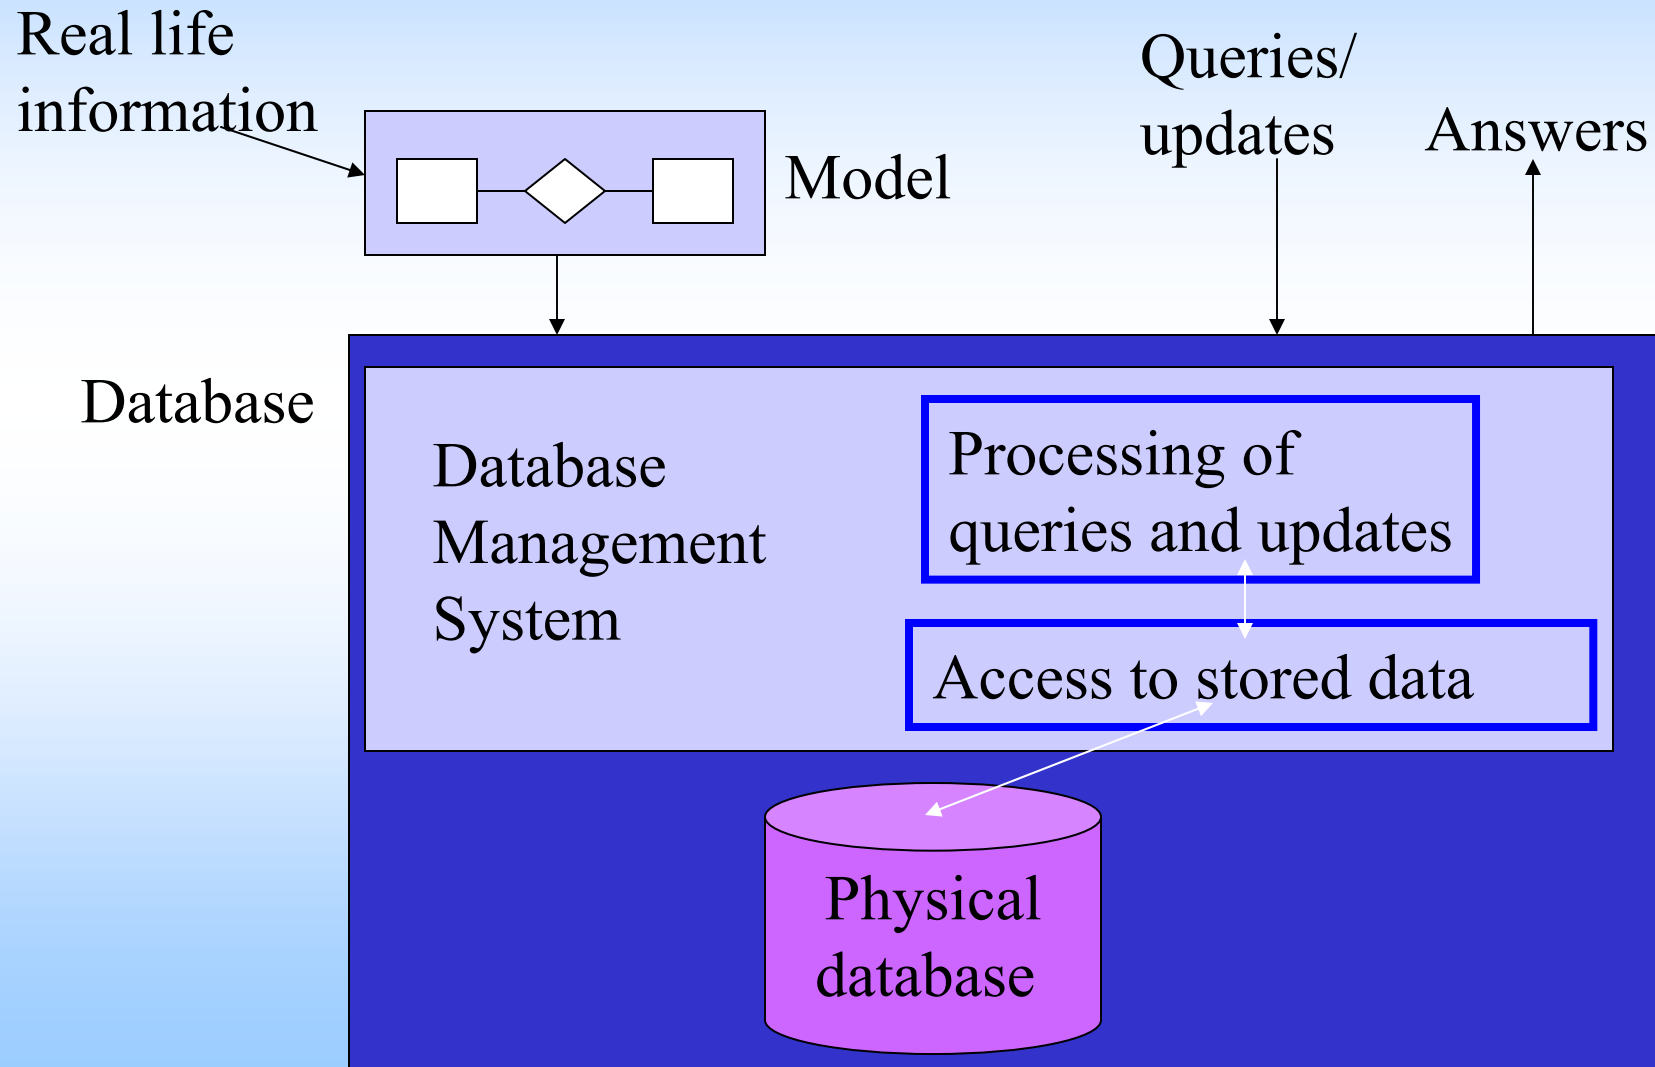 Real life
information
Model
Queries/
updates
Answers
Database
Database
Management
System
Processing of
queries and updates
Access to stored data
Physical
database